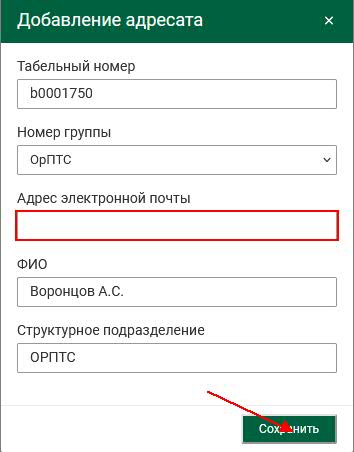 Добавление адресата ×
Табельный номер
b0001750
Номер группы
ОрПТС
Адрес электронной почты
ФИО
Воронцов А.С.
Структурное подразделение
ОРПТС
Сохранить